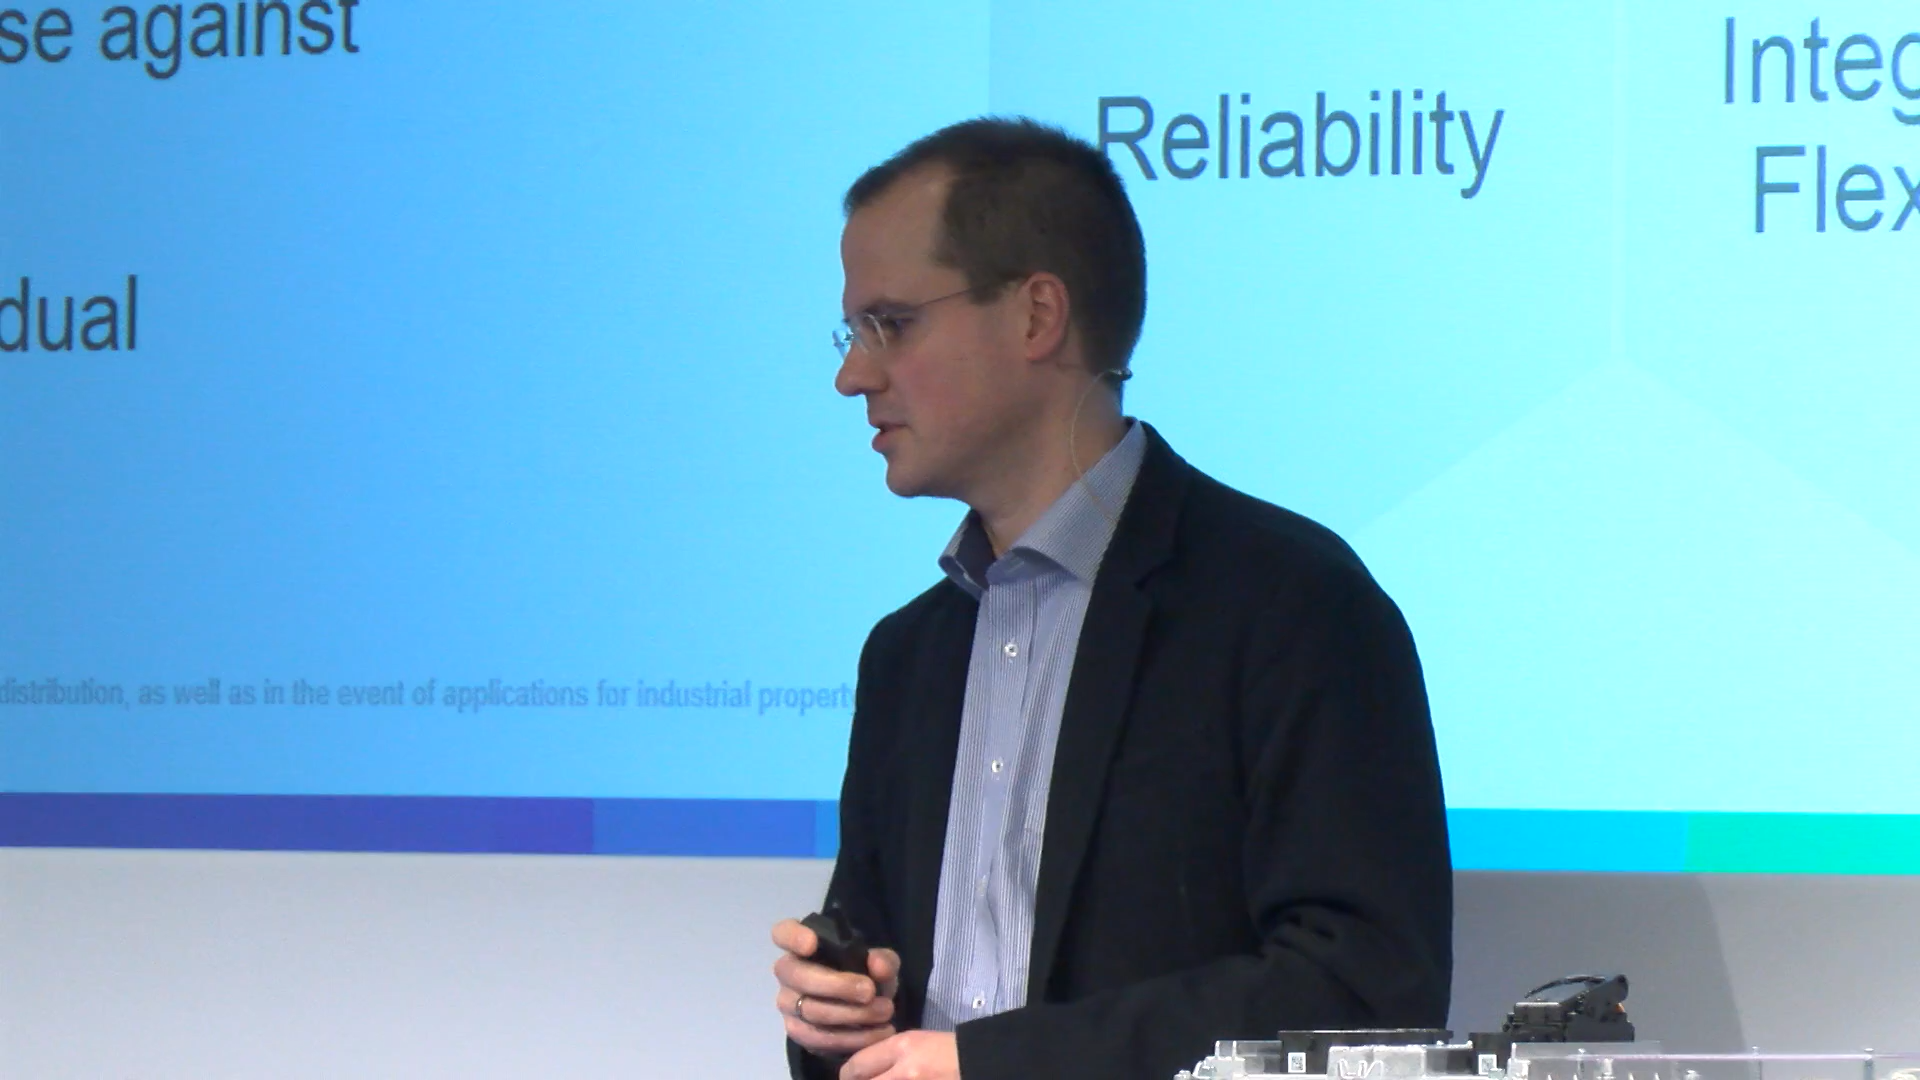 se against
dual
distribution, as well as in the event of applications for industrial property
Reliability
Integ
Flex